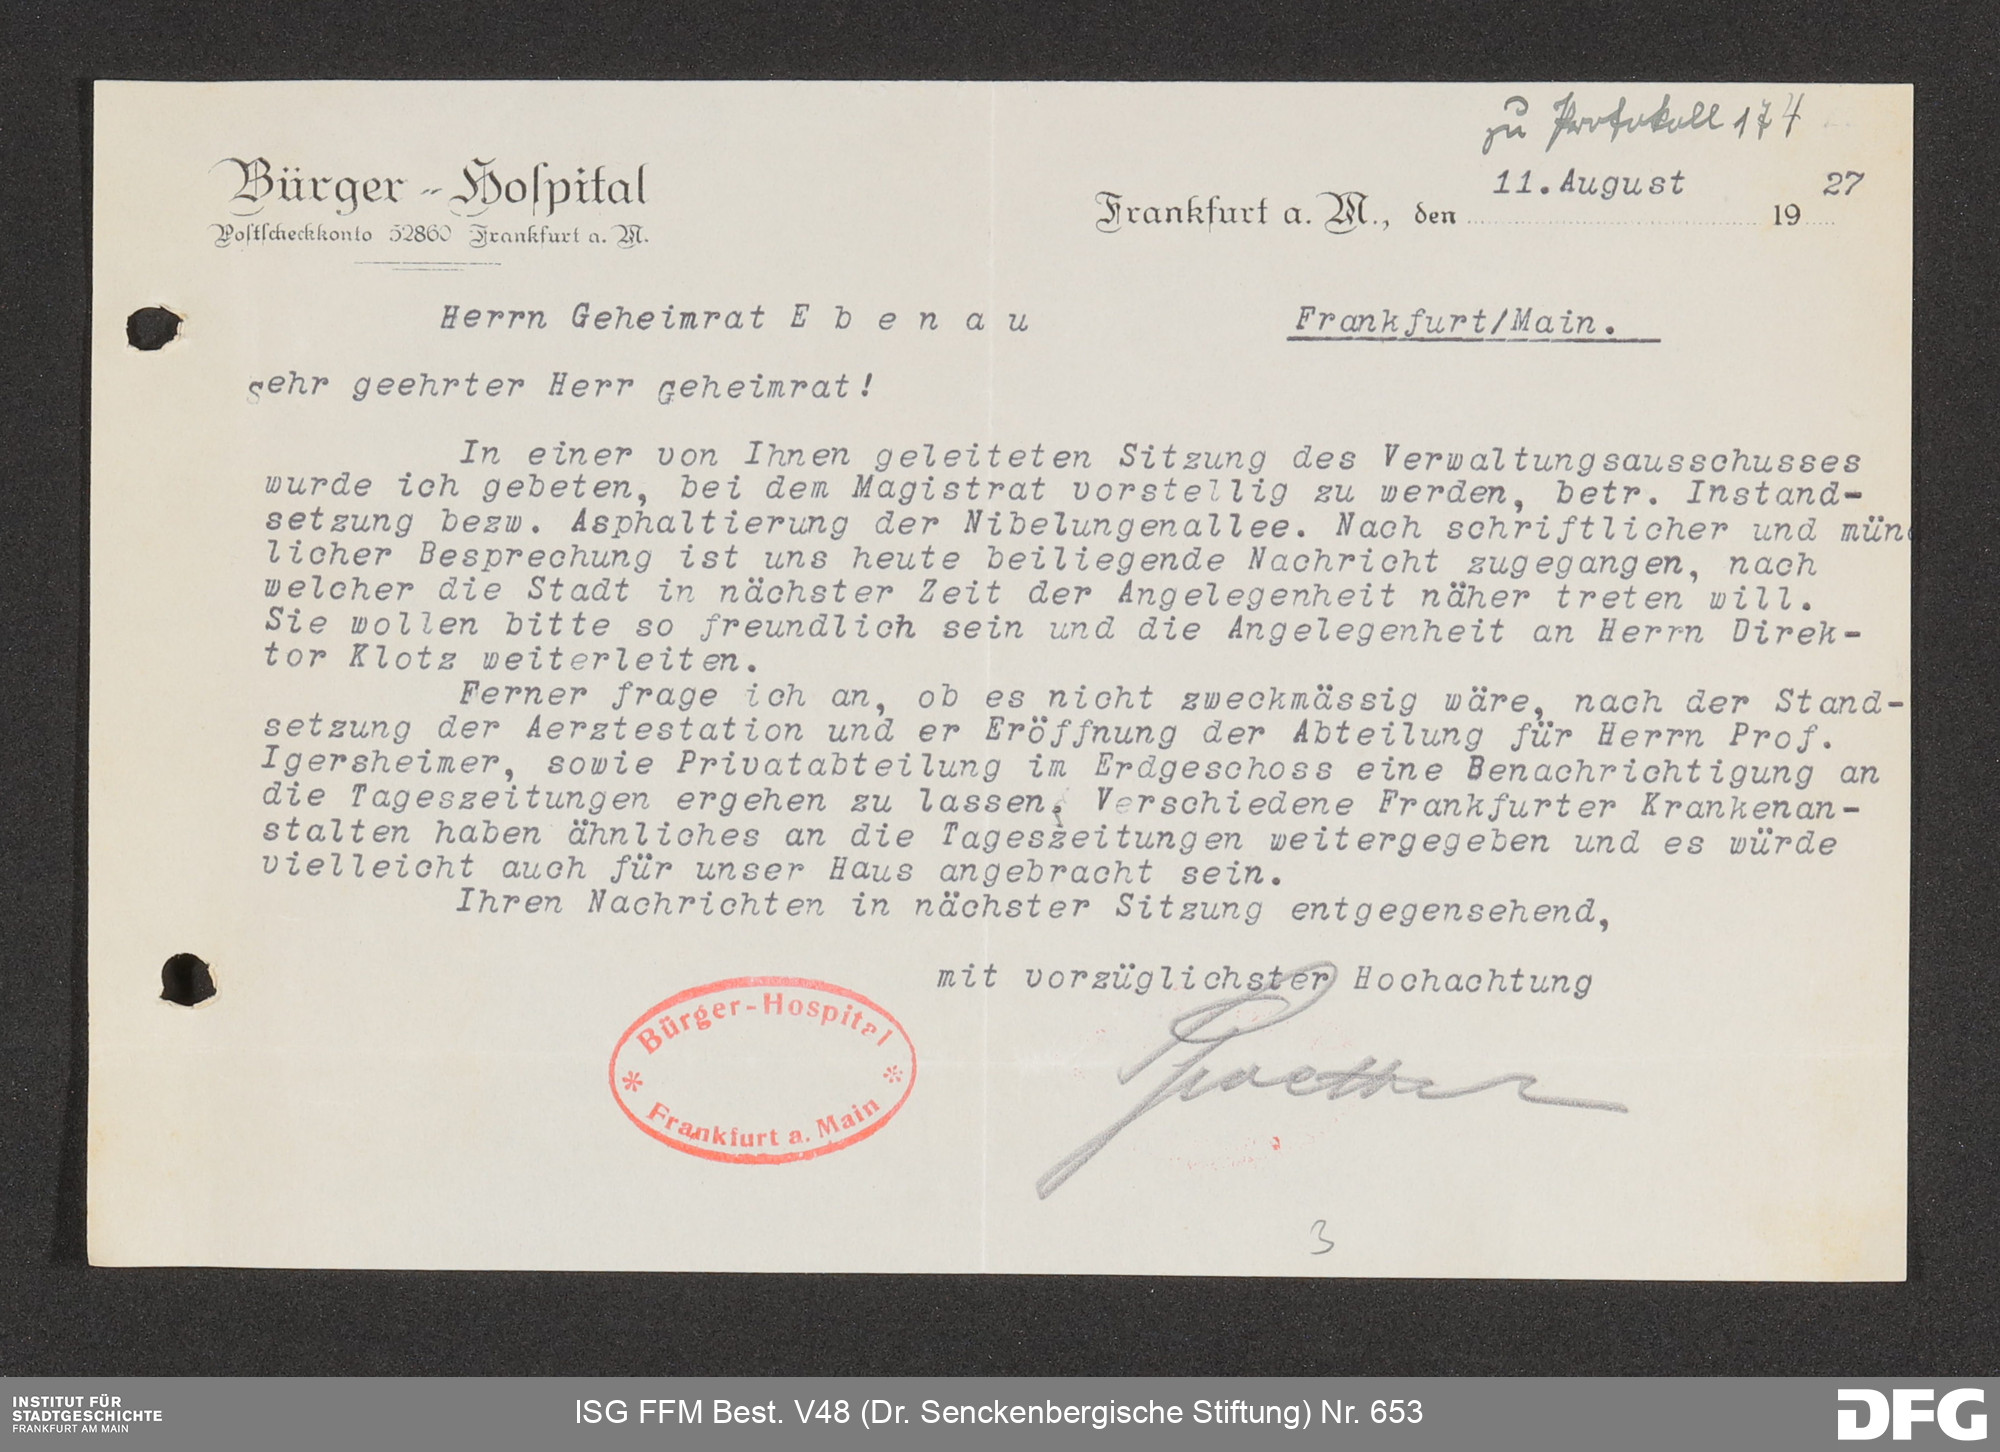 zu Protokoll 174
Bürger-Hospital
Postscheckkonto 52860 Frankfurt a. M.
Frankfurt a. M., den 11.August 1927
Herrn Geheimrat E b e n a u Frankfurt/Main.
Sehr geehrter Herr Geheimrat!
In einer von Ihnen geleiteten Sitzung des Verwaltungsausschusses
wurde ich gebeten, bei dem Magistrat vorstellig zu werden, betr. Instand-
setzung bezw. Asphaltierung der Nibelungenallee. Nach schriftlicher und münd
licher Besprechung ist uns heute beiliegende Nachricht zugegangen, nach
welcher die Stadt in nächster Zeit der Angelegenheit näher treten will.
Sie wollen bitte so freundlich sein und die Angelegenheit an Herrn Direk-
tor Klotz weiterleiten.
Ferner frage ich an, ob es nicht zweckmässig wäre, nach der Stand-
setzung der Aerztestation und er Eröffnung der Abteilung für Herrn Prof.
Igersheimer, sowie Privatabteilung im Erdgeschoss eine Benachrichtigung an
die Tageszeitungen ergehen zu lassen. Verschiedene Frankfurter Krankenan-
stalten haben ähnliches an die Tageszeitungen weitergegeben und es würde
vielleicht auch für unser Haus angebracht sein.
Ihren Nachrichten in nächster Sitzung entgegensehend,
mit vorzüglichster Hochachtung
Bürger-Hospital
* *
Frankfurt a. Main
3
INSTITUT FÜR
STADTGESCHICHTE
FRANKFURT AM MAIN
ISG FFM Best. V48 (Dr. Senckenbergische Stiftung) Nr. 653
DFG